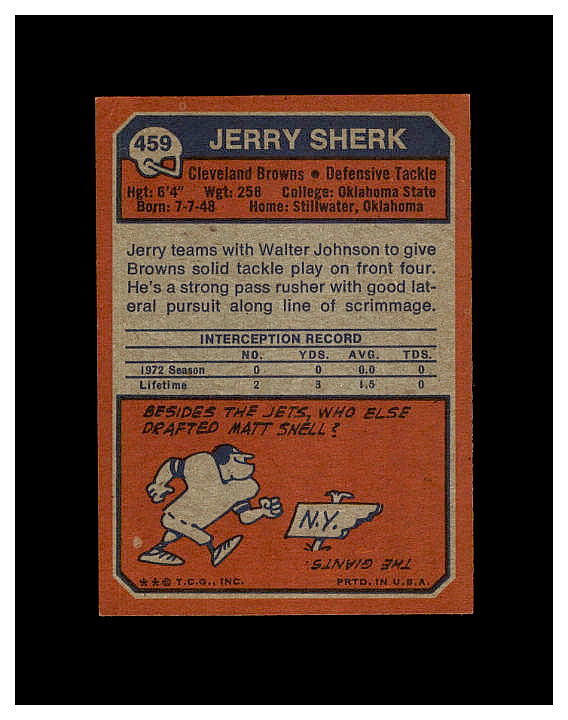 459 JERRY SHERK
Cleveland Browns • Defensive Tackle
Hgt: 6'4" Wgt: 258 College: Oklahoma State
Born: 7-7-48 Home: Stillwater, Oklahoma
Jerry teams with Walter Johnson to give
Browns solid tackle play on front four.
He's a strong pass rusher with good lat-
eral pursuit along line of scrimmage.
INTERCEPTION RECORD
NO. YDS. AVG. TDS.
1972 Season 0 0 0.0 0
Lifetime 2 3 1.5 0
BESIDES THE JETS, WHO ELSE
DRAFTED MATT SNELL?
N.Y.
THE GIANTS.
**© T.C.G., INC. PRTD. IN U.S.A.